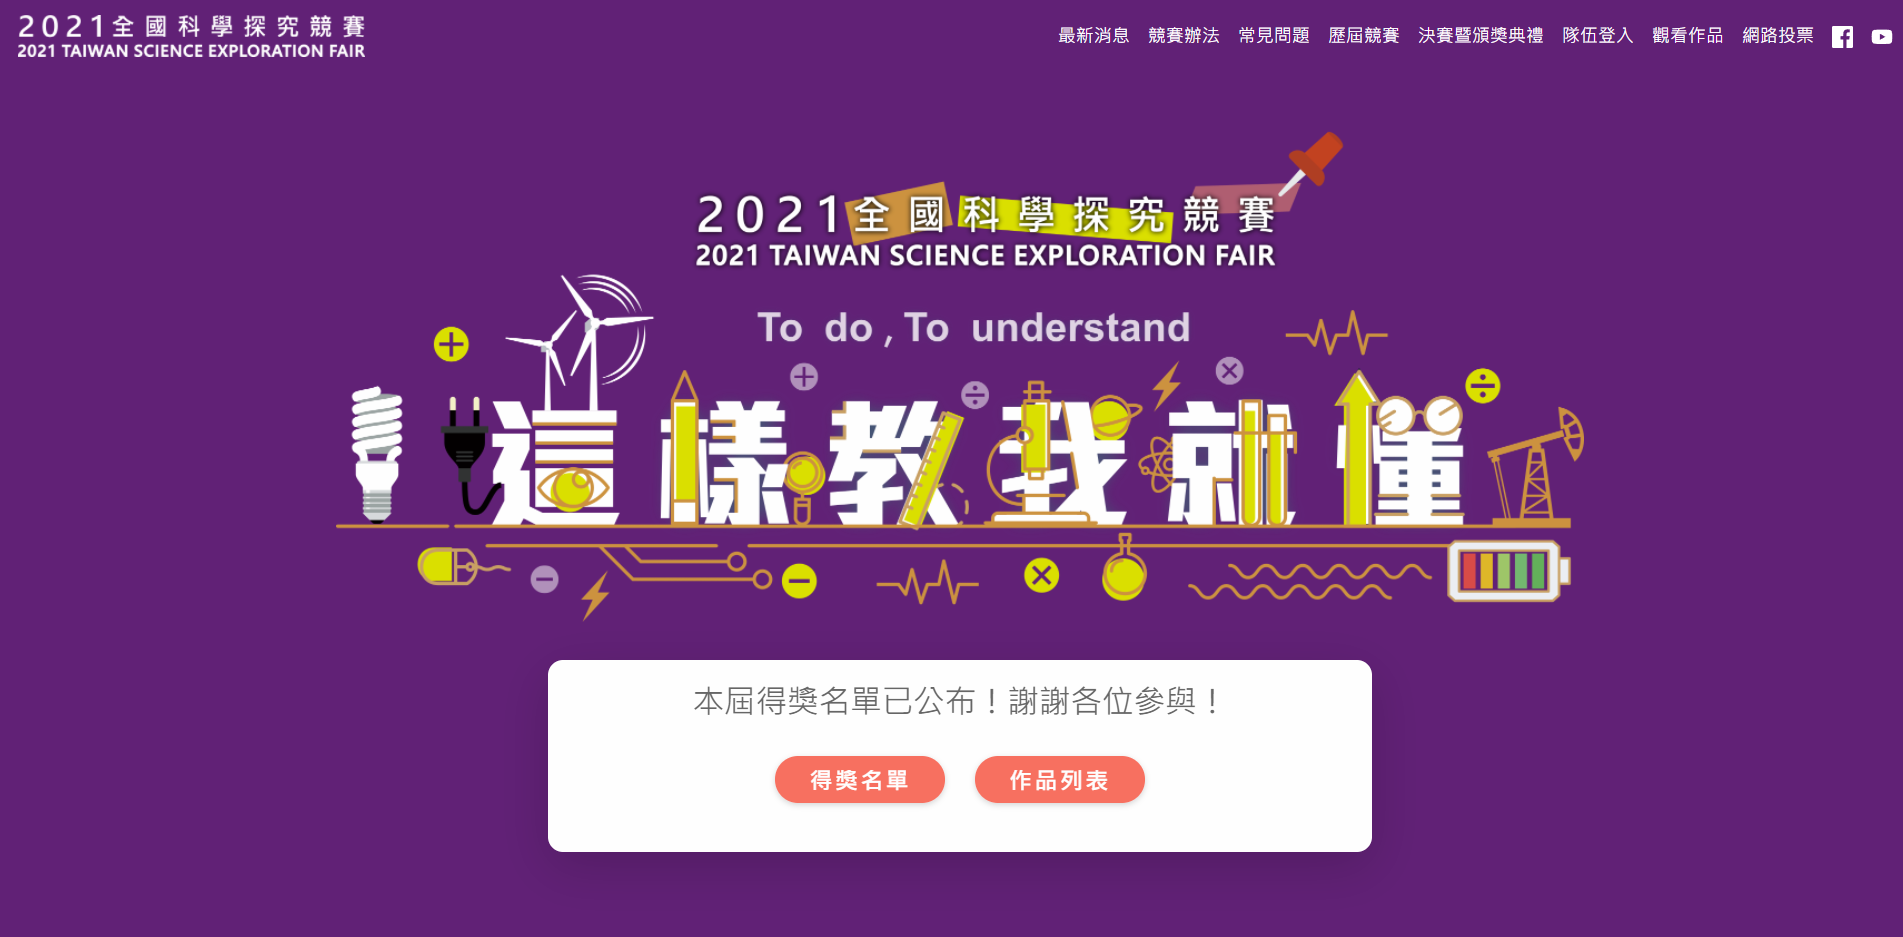 2021全國科學探究競賽
2021 TAIWAN SCIENCE EXPLORATION FAIR
最新消息 競賽辦法 常見問題 歷屆競賽 決賽暨頒獎典禮 隊伍登入 觀看作品 網路投票
2021全國科學探究競賽
2021 TAIWAN SCIENCE EXPLORATION FAIR
To do , To understand
這樣教我就懂
本屆得獎名單已公布！謝謝各位參與！
得獎名單 作品列表